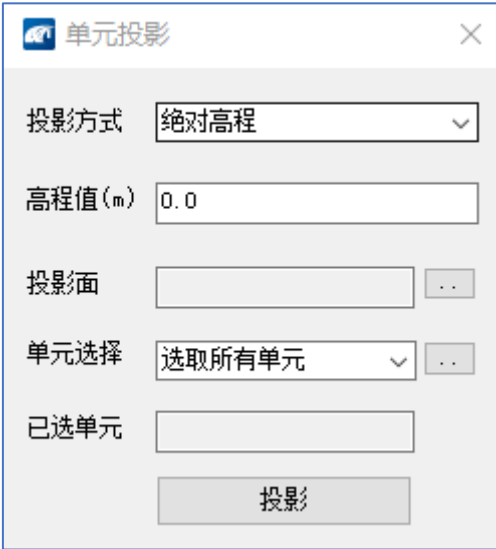 单元投影
投影方式 绝对高程
高程值(m) 0.0
投影面 ..
单元选择 选取所有单元 ..
已选单元
投影